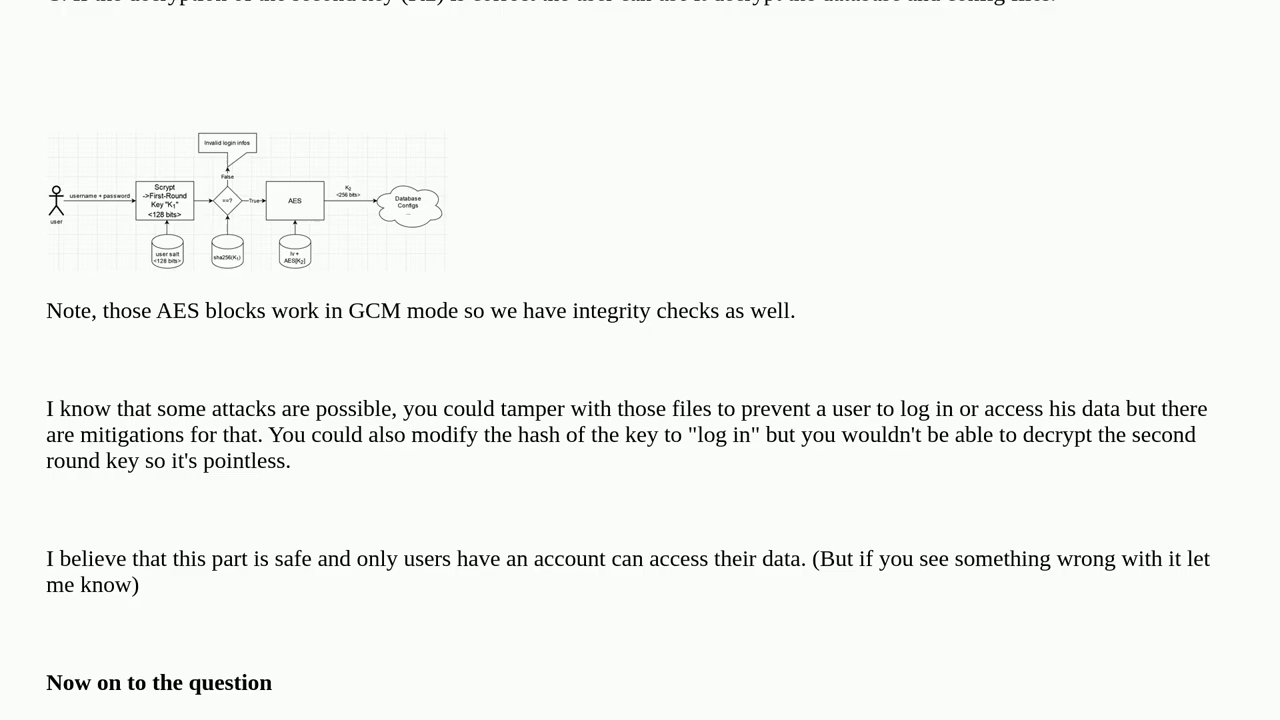 Invalid login infos
False
Scrypt
->First-Round
Key "K1"
<128 bits>
username + password
==?
True
AES
K2
<256 bits>
Database
Configs
...
user
user salt
<128 bits>
sha256(K1)
iv +
AES[K2]
Note, those AES blocks work in GCM mode so we have integrity checks as well.
I know that some attacks are possible, you could tamper with those files to prevent a user to log in or access his data but there
are mitigations for that. You could also modify the hash of the key to "log in" but you wouldn't be able to decrypt the second
round key so it's pointless.
I believe that this part is safe and only users have an account can access their data. (But if you see something wrong with it let
me know)
Now on to the question